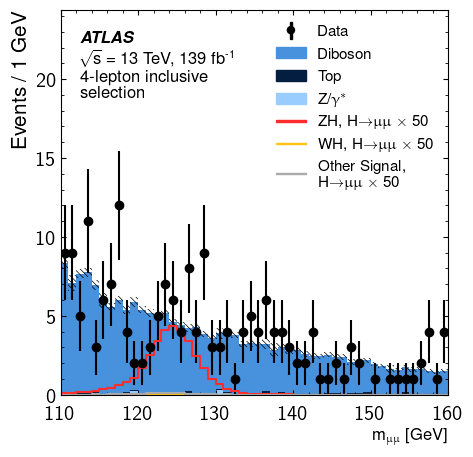 ATLAS
√s = 13 TeV, 139 fb⁻¹
4-lepton inclusive
selection
Data
Diboson
Top
Z/γ*
ZH, H→μμ × 50
WH, H→μμ × 50
Other Signal,
H→μμ × 50
Events / 1 GeV
20
15
10
5
0
110 120 130 140 150 160
m_μμ [GeV]